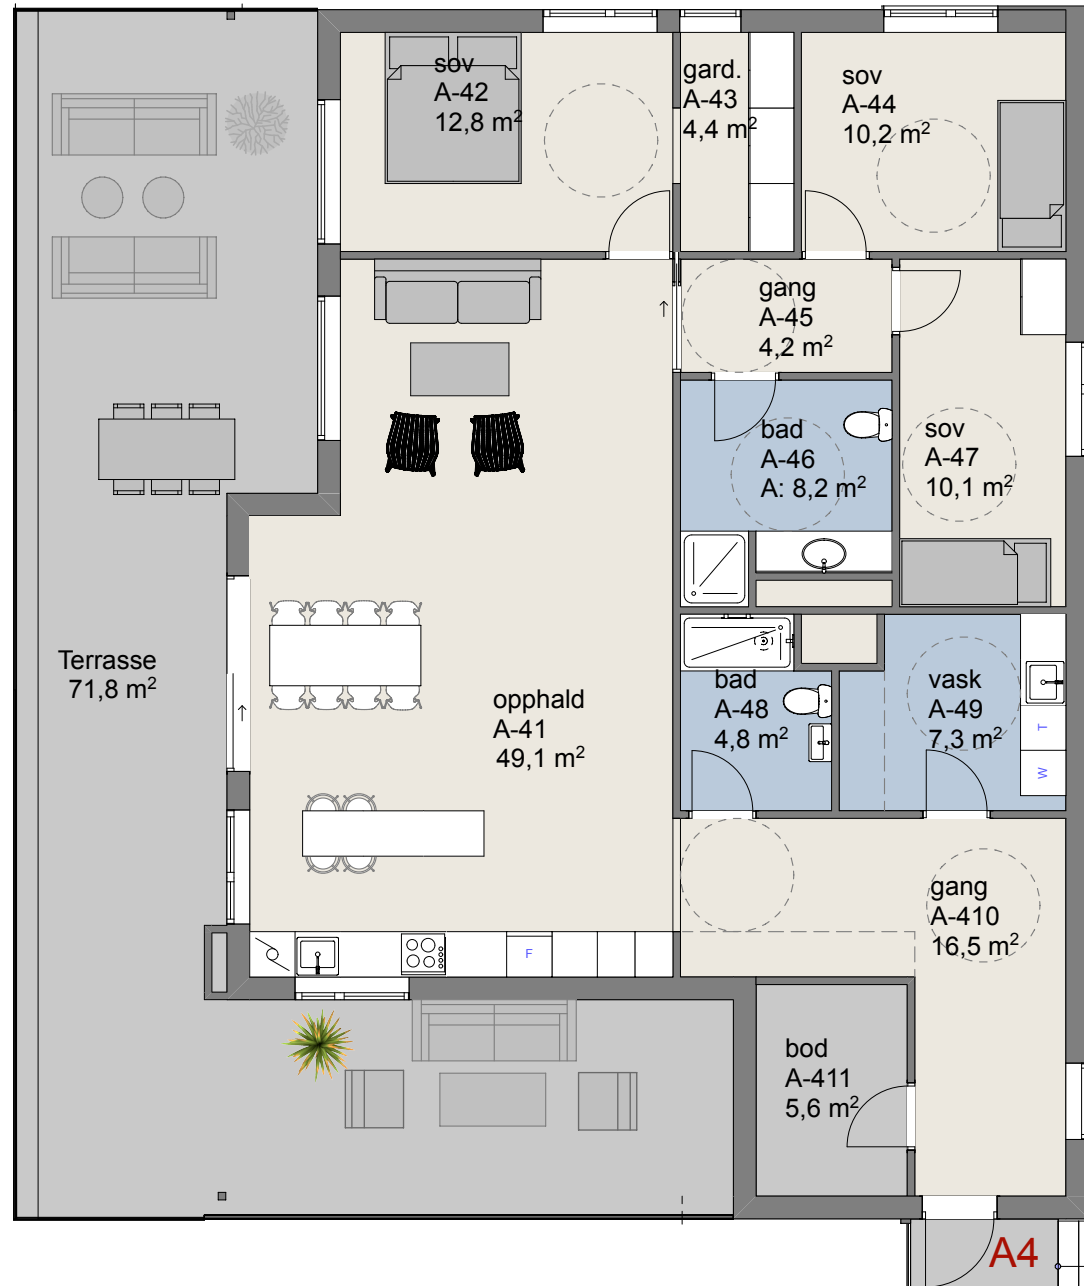 sov
A-42
12,8 m²
gard.
A-43
4,4 m²
sov
A-44
10,2 m²
gang
A-45
4,2 m²
bad
A-46
A: 8,2 m²
sov
A-47
10,1 m²
Terrasse
71,8 m²
opphald
A-41
49,1 m²
bad
A-48
4,8 m²
vask
A-49
7,3 m²
T
W
gang
A-410
16,5 m²
F
bod
A-411
5,6 m²
A4